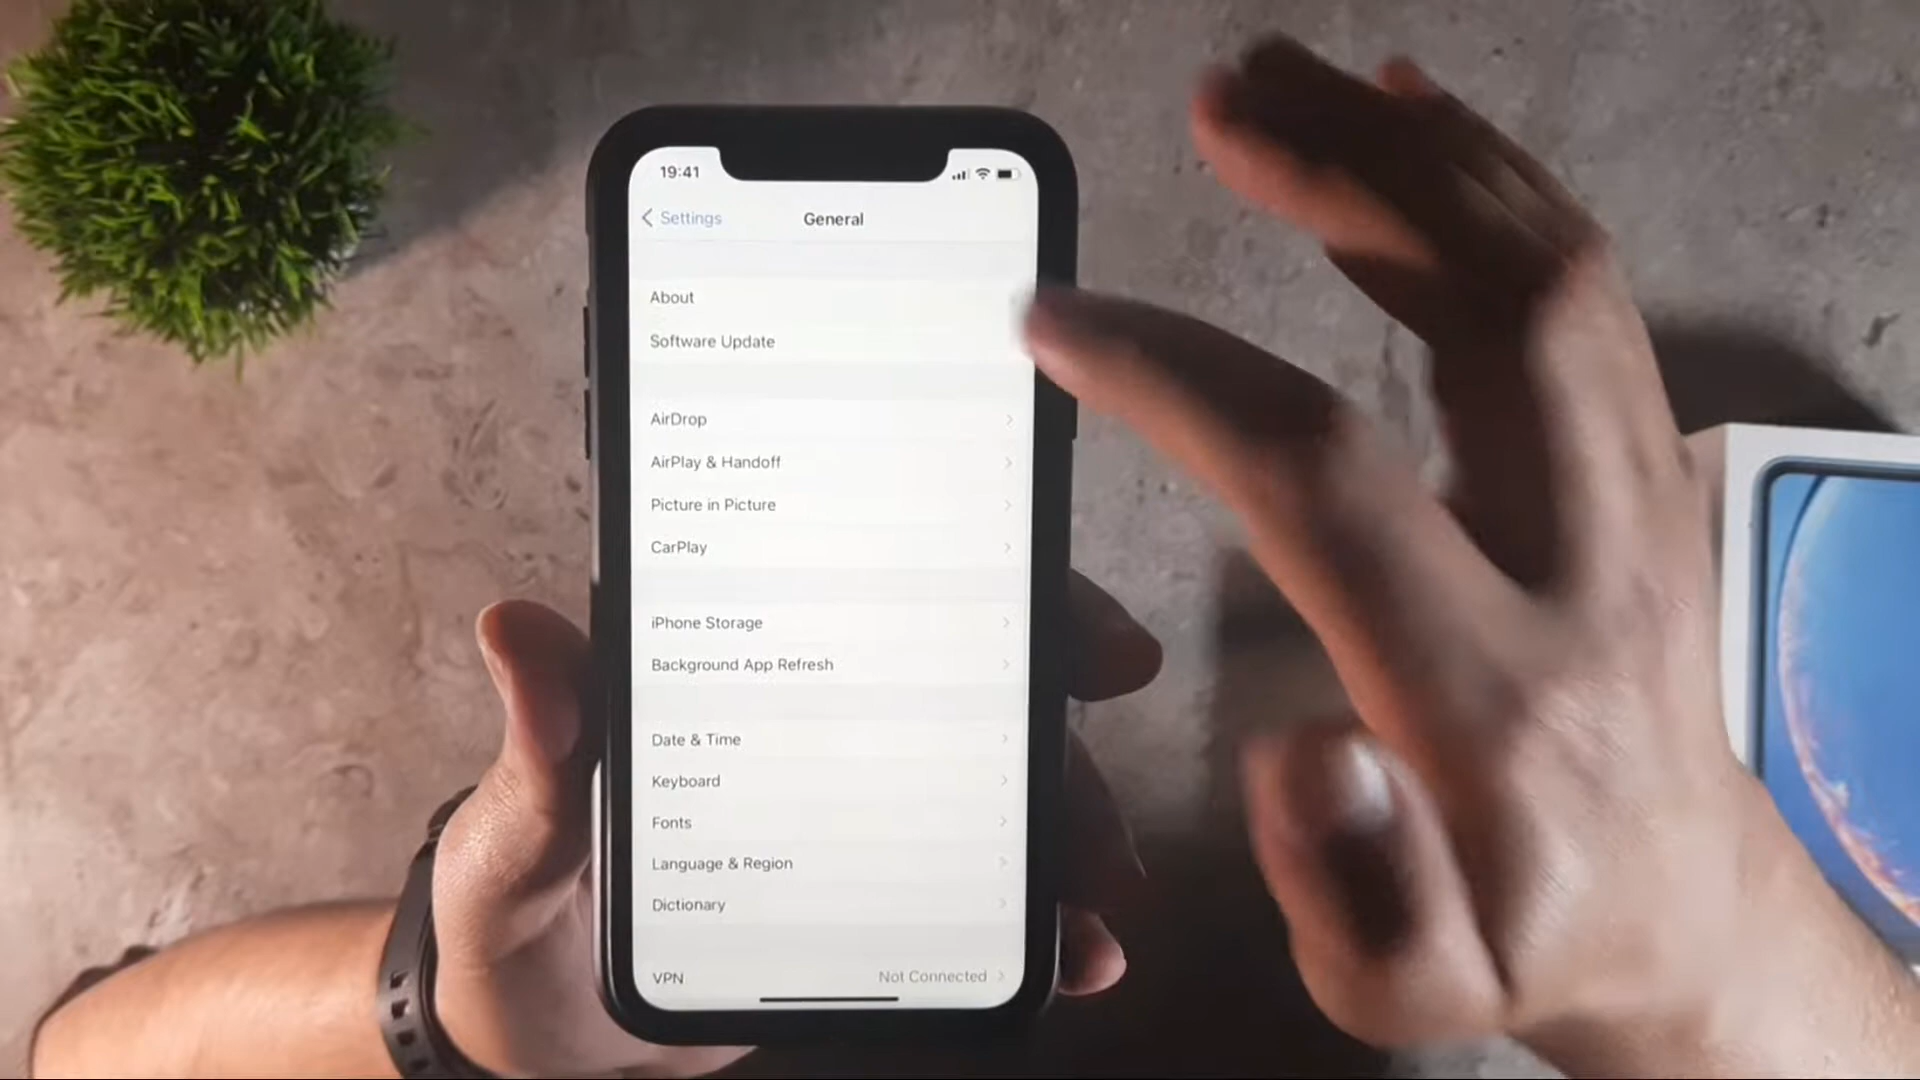 19:41
Settings
General
About
Software Update
AirDrop
AirPlay & Handoff
Picture in Picture
CarPlay
iPhone Storage
Background App Refresh
Date & Time
Keyboard
Fonts
Language & Region
Dictionary
VPN Not Connected